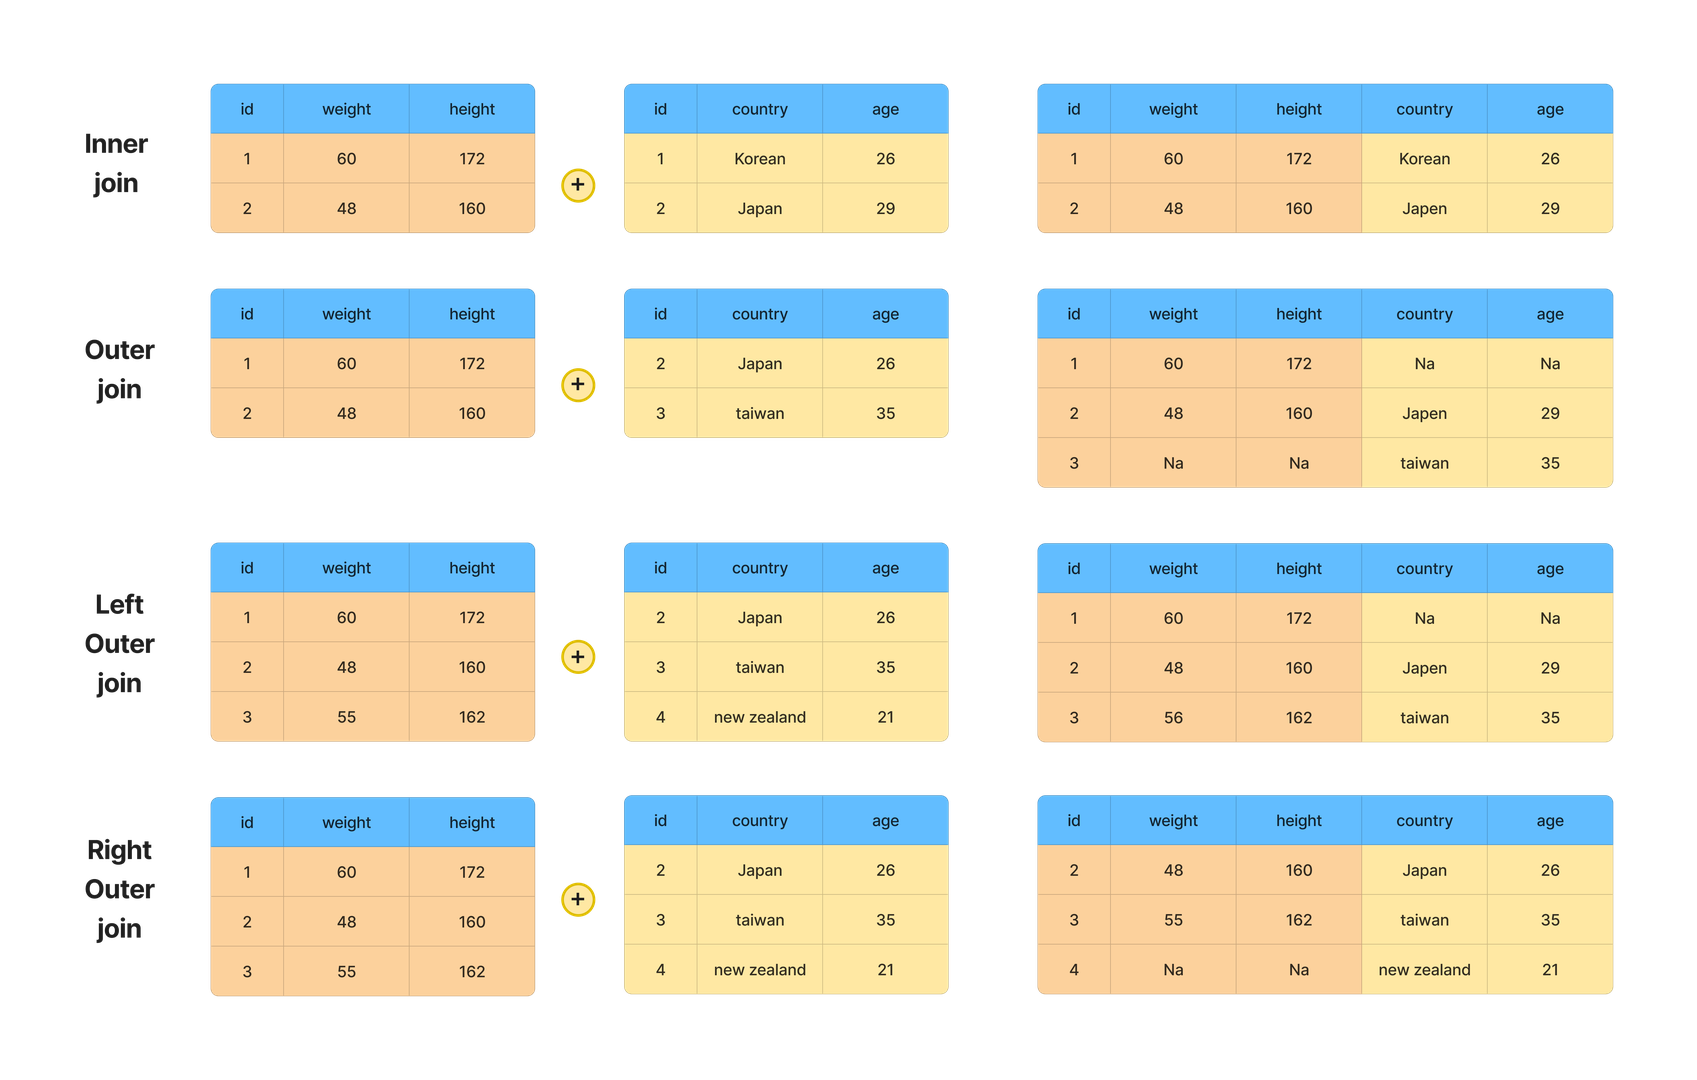 Inner
join
id weight height
1 60 172
2 48 160
+
id country age
1 Korean 26
2 Japan 29
id weight height country age
1 60 172 Korean 26
2 48 160 Japen 29
Outer
join
id weight height
1 60 172
2 48 160
+
id country age
2 Japan 26
3 taiwan 35
id weight height country age
1 60 172 Na Na
2 48 160 Japen 29
3 Na Na taiwan 35
Left
Outer
join
id weight height
1 60 172
2 48 160
3 55 162
+
id country age
2 Japan 26
3 taiwan 35
4 new zealand 21
id weight height country age
1 60 172 Na Na
2 48 160 Japen 29
3 56 162 taiwan 35
Right
Outer
join
id weight height
1 60 172
2 48 160
3 55 162
+
id country age
2 Japan 26
3 taiwan 35
4 new zealand 21
id weight height country age
2 48 160 Japan 26
3 55 162 taiwan 35
4 Na Na new zealand 21